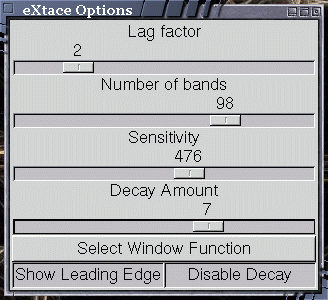 eXtace Options
Lag factor
2
Number of bands
98
Sensitivity
476
Decay Amount
7
Select Window Function
Show Leading Edge Disable Decay